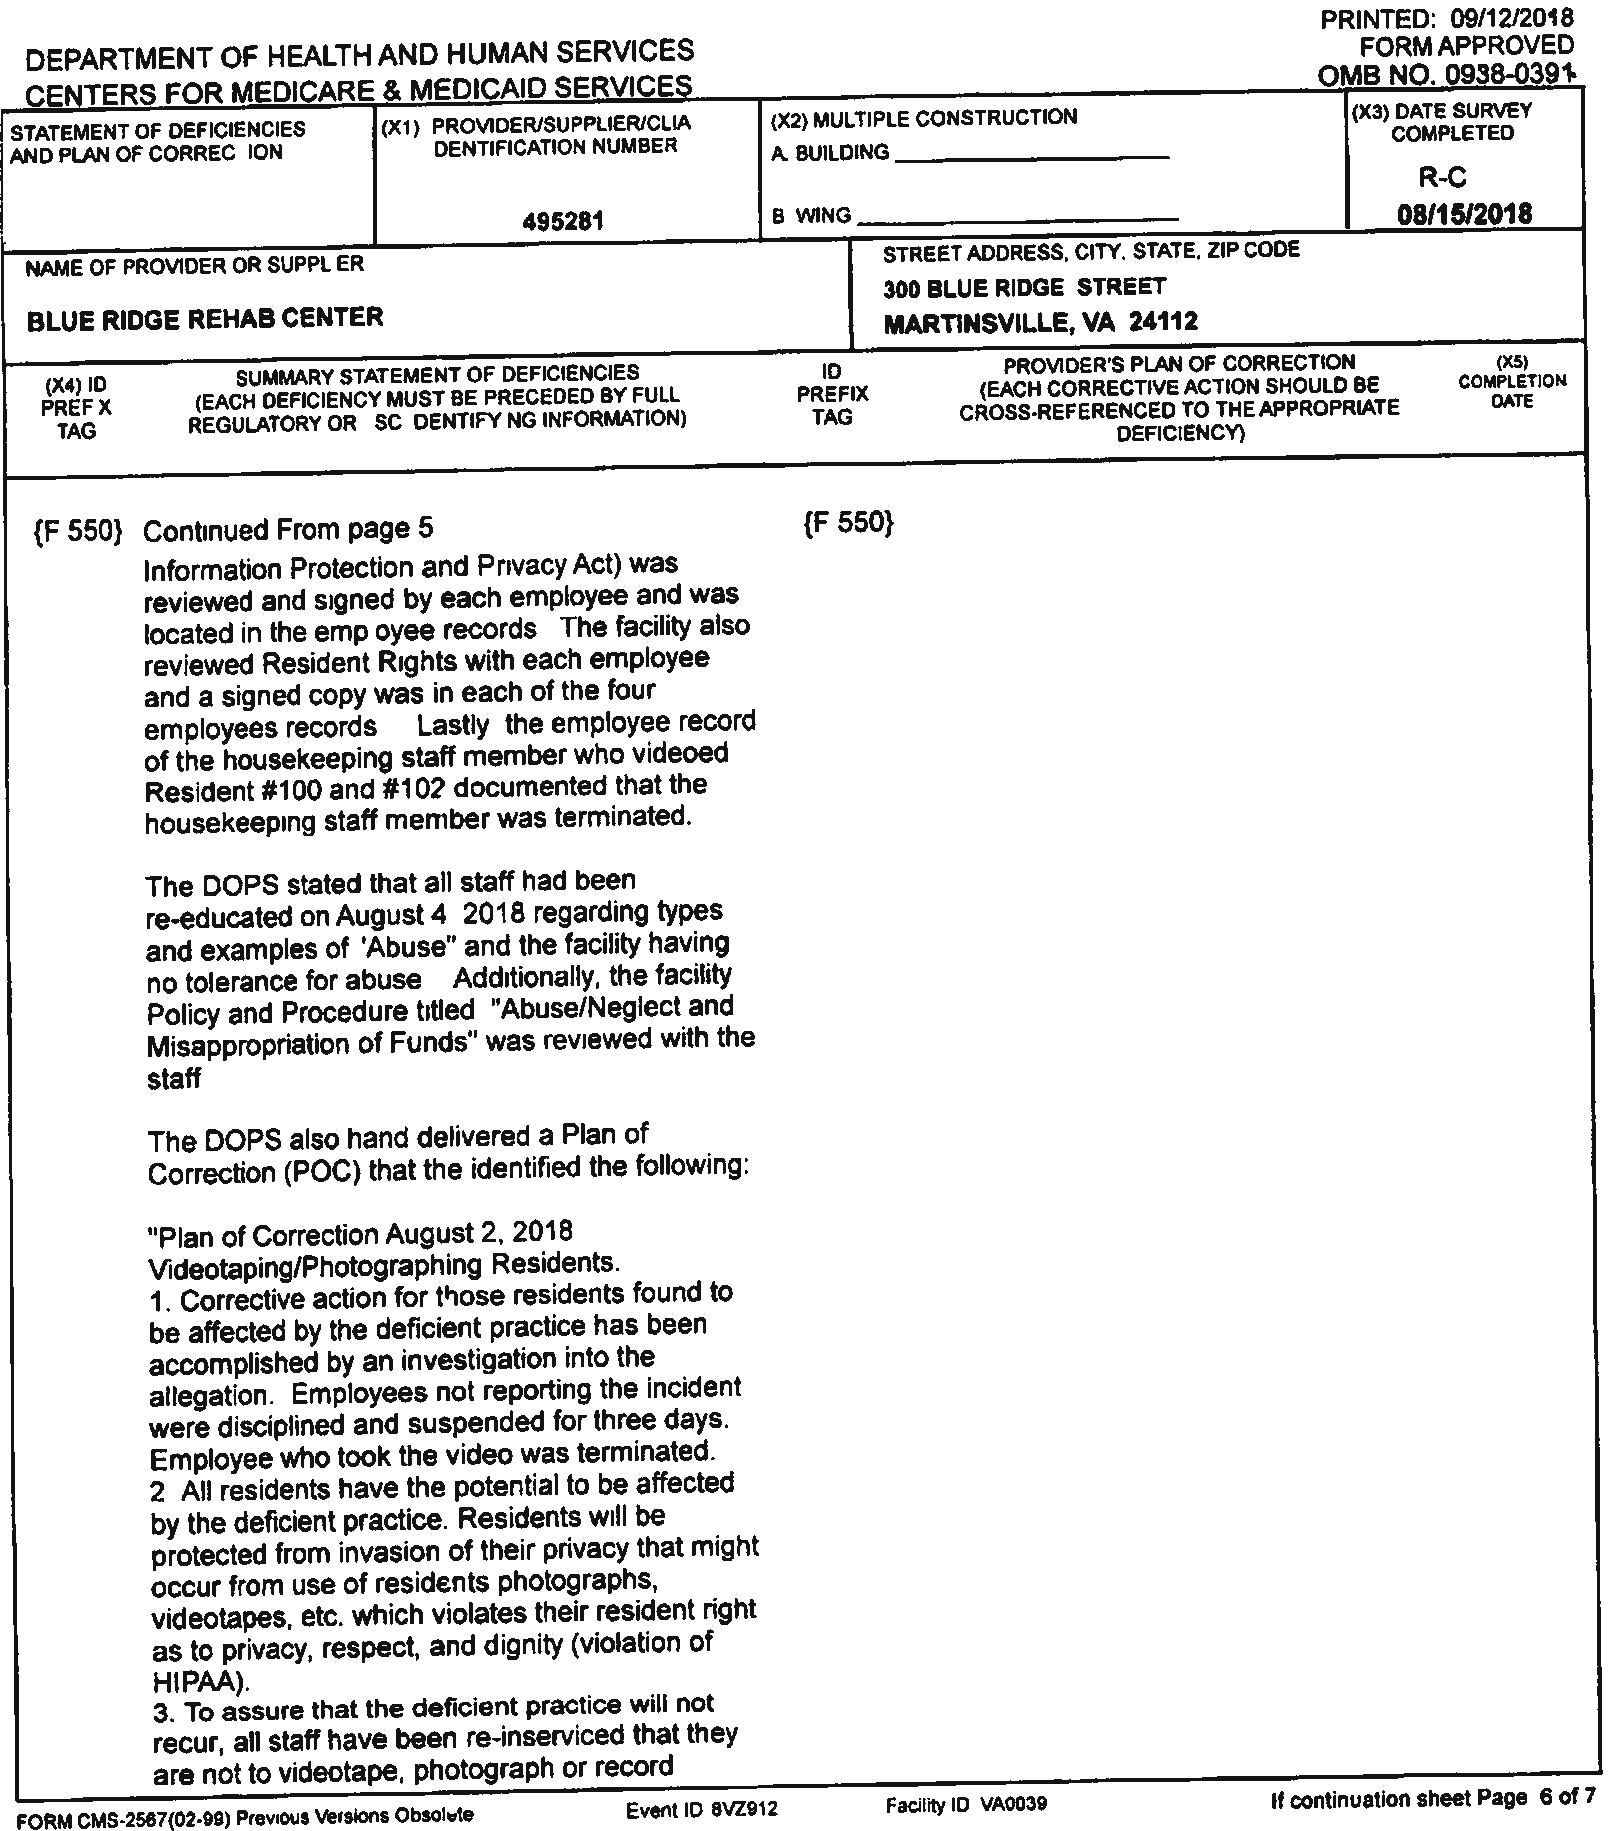 PRINTED: 09/12/2018
FORM APPROVED
OMB NO. 0938-0391
DEPARTMENT OF HEALTH AND HUMAN SERVICES
CENTERS FOR MEDICARE & MEDICAID SERVICES
STATEMENT OF DEFICIENCIES
AND PLAN OF CORREC ION
(X1) PROVIDER/SUPPLIER/CLIA
DENTIFICATION NUMBER
495281
(X2) MULTIPLE CONSTRUCTION
A. BUILDING
B WING
(X3) DATE SURVEY
COMPLETED
R-C
08/15/2018
NAME OF PROVIDER OR SUPPL ER
BLUE RIDGE REHAB CENTER
STREET ADDRESS, CITY, STATE, ZIP CODE
300 BLUE RIDGE STREET
MARTINSVILLE, VA 24112
(X4) ID
PREF X
TAG
SUMMARY STATEMENT OF DEFICIENCIES
(EACH DEFICIENCY MUST BE PRECEDED BY FULL
REGULATORY OR SC DENTIFY NG INFORMATION)
ID
PREFIX
TAG
PROVIDER'S PLAN OF CORRECTION
(EACH CORRECTIVE ACTION SHOULD BE
CROSS-REFERENCED TO THE APPROPRIATE
DEFICIENCY)
(X5)
COMPLETION
DATE
{F 550} Continued From page 5 {F 550}
Information Protection and Privacy Act) was
reviewed and signed by each employee and was
located in the emp oyee records The facility also
reviewed Resident Rights with each employee
and a signed copy was in each of the four
employees records Lastly the employee record
of the housekeeping staff member who videoed
Resident #100 and #102 documented that the
housekeeping staff member was terminated.
The DOPS stated that all staff had been
re-educated on August 4 2018 regarding types
and examples of 'Abuse" and the facility having
no tolerance for abuse Additionally, the facility
Policy and Procedure titled "Abuse/Neglect and
Misappropriation of Funds" was reviewed with the
staff
The DOPS also hand delivered a Plan of
Correction (POC) that the identified the following:
"Plan of Correction August 2, 2018
Videotaping/Photographing Residents.
1. Corrective action for those residents found to
be affected by the deficient practice has been
accomplished by an investigation into the
allegation. Employees not reporting the incident
were disciplined and suspended for three days.
Employee who took the video was terminated.
2 All residents have the potential to be affected
by the deficient practice. Residents will be
protected from invasion of their privacy that might
occur from use of residents photographs,
videotapes, etc. which violates their resident right
as to privacy, respect, and dignity (violation of
HIPAA).
3. To assure that the deficient practice will not
recur, all staff have been re-inserviced that they
are not to videotape, photograph or record
FORM CMS-2567(02-99) Previous Versions Obsolete
Event ID 8VZ912
Facility ID VA0039
If continuation sheet Page 6 of 7